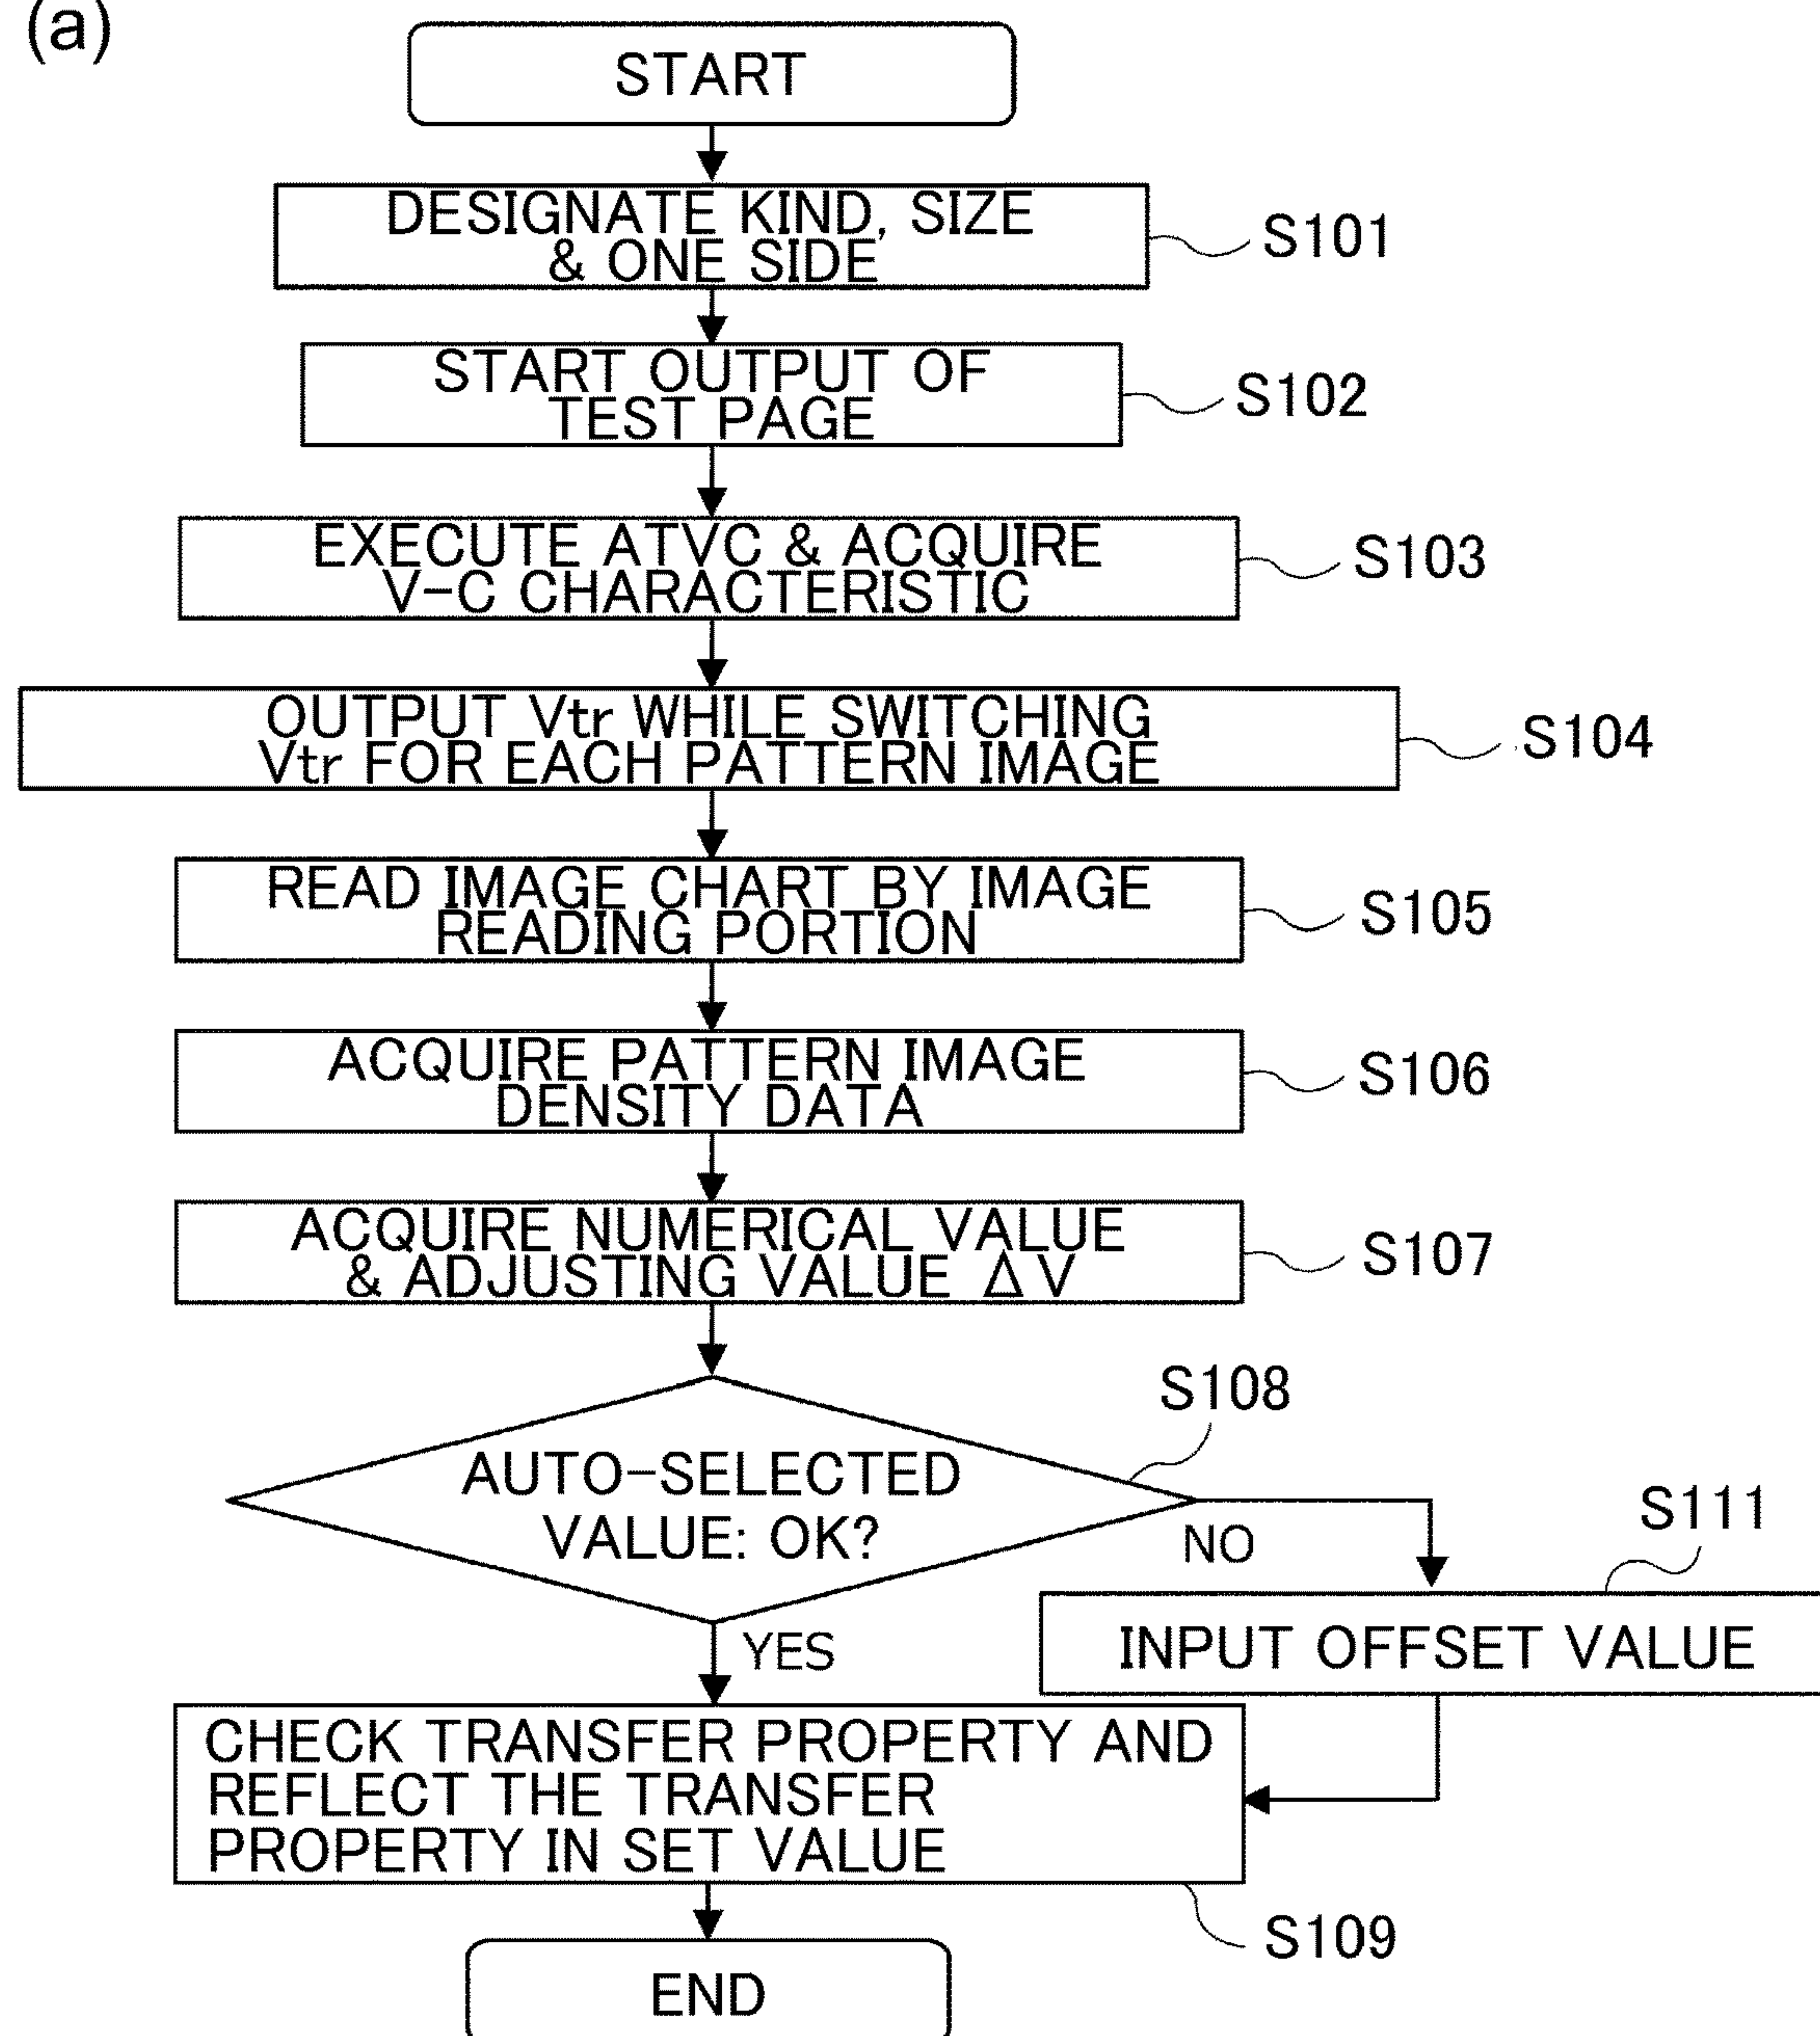 (a)
START
DESIGNATE KIND, SIZE
& ONE SIDE
S101
START OUTPUT OF
TEST PAGE
S102
EXECUTE ATVC & ACQUIRE
V-C CHARACTERISTIC
S103
OUTPUT Vtr WHILE SWITCHING
Vtr FOR EACH PATTERN IMAGE
S104
READ IMAGE CHART BY IMAGE
READING PORTION
S105
ACQUIRE PATTERN IMAGE
DENSITY DATA
S106
ACQUIRE NUMERICAL VALUE
& ADJUSTING VALUE ΔV
S107
S108
AUTO-SELECTED
VALUE: OK?
NO
S111
INPUT OFFSET VALUE
YES
CHECK TRANSFER PROPERTY AND
REFLECT THE TRANSFER
PROPERTY IN SET VALUE
S109
END